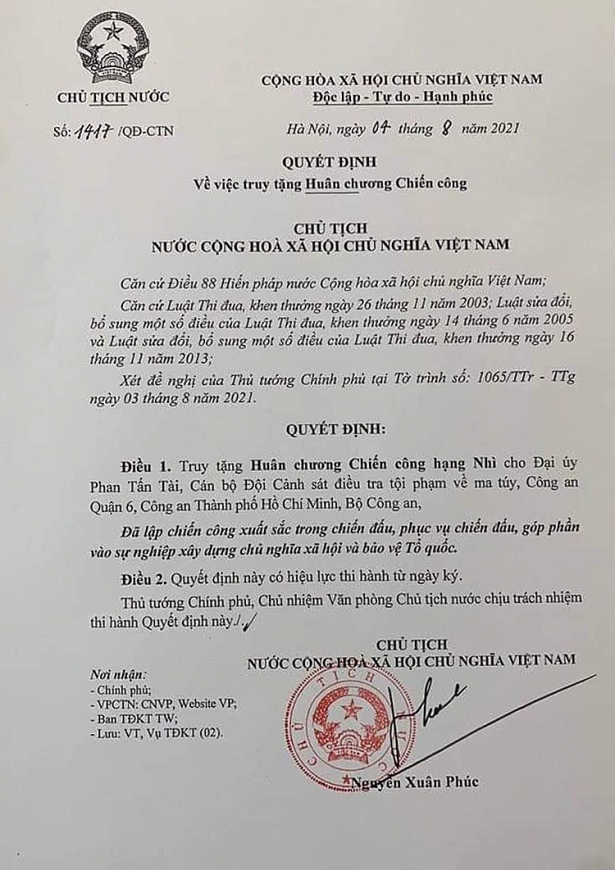 CHỦ TỊCH NƯỚC
CỘNG HÒA XÃ HỘI CHỦ NGHĨA VIỆT NAM
Độc lập - Tự do - Hạnh phúc
Số: 1417 /QĐ-CTN
Hà Nội, ngày 04 tháng 8 năm 2021
QUYẾT ĐỊNH
Về việc truy tặng Huân chương Chiến công
CHỦ TỊCH
NƯỚC CỘNG HOÀ XÃ HỘI CHỦ NGHĨA VIỆT NAM
Căn cứ Điều 88 Hiến pháp nước Cộng hòa xã hội chủ nghĩa Việt Nam;
Căn cứ Luật Thi đua, khen thưởng ngày 26 tháng 11 năm 2003; Luật sửa đổi,
bổ sung một số điều của Luật Thi đua, khen thưởng ngày 14 tháng 6 năm 2005
và Luật sửa đổi, bổ sung một số điều của Luật Thi đua, khen thưởng ngày 16
tháng 11 năm 2013;
Xét đề nghị của Thủ tướng Chính phủ tại Tờ trình số: 1065/TTr - TTg
ngày 03 tháng 8 năm 2021.
QUYẾT ĐỊNH:
Điều 1. Truy tặng Huân chương Chiến công hạng Nhì cho Đại úy
Phan Tấn Tài, Cán bộ Đội Cảnh sát điều tra tội phạm về ma túy, Công an
Quận 6, Công an Thành phố Hồ Chí Minh, Bộ Công an,
Đã lập chiến công xuất sắc trong chiến đấu, phục vụ chiến đấu, góp phần
vào sự nghiệp xây dựng chủ nghĩa xã hội và bảo vệ Tổ quốc.
Điều 2. Quyết định này có hiệu lực thi hành từ ngày ký.
Thủ tướng Chính phủ, Chủ nhiệm Văn phòng Chủ tịch nước chịu trách nhiệm
thi hành Quyết định này./.
CHỦ TỊCH
NƯỚC CỘNG HOÀ XÃ HỘI CHỦ NGHĨA VIỆT NAM
Nơi nhận:
- Chính phủ;
- VPCTN: CNVP, Website VP;
- Ban TĐKT TW;
- Lưu: VT, Vụ TĐKT (02).
CHỦ TỊCH NƯỚC
Nguyễn Xuân Phúc